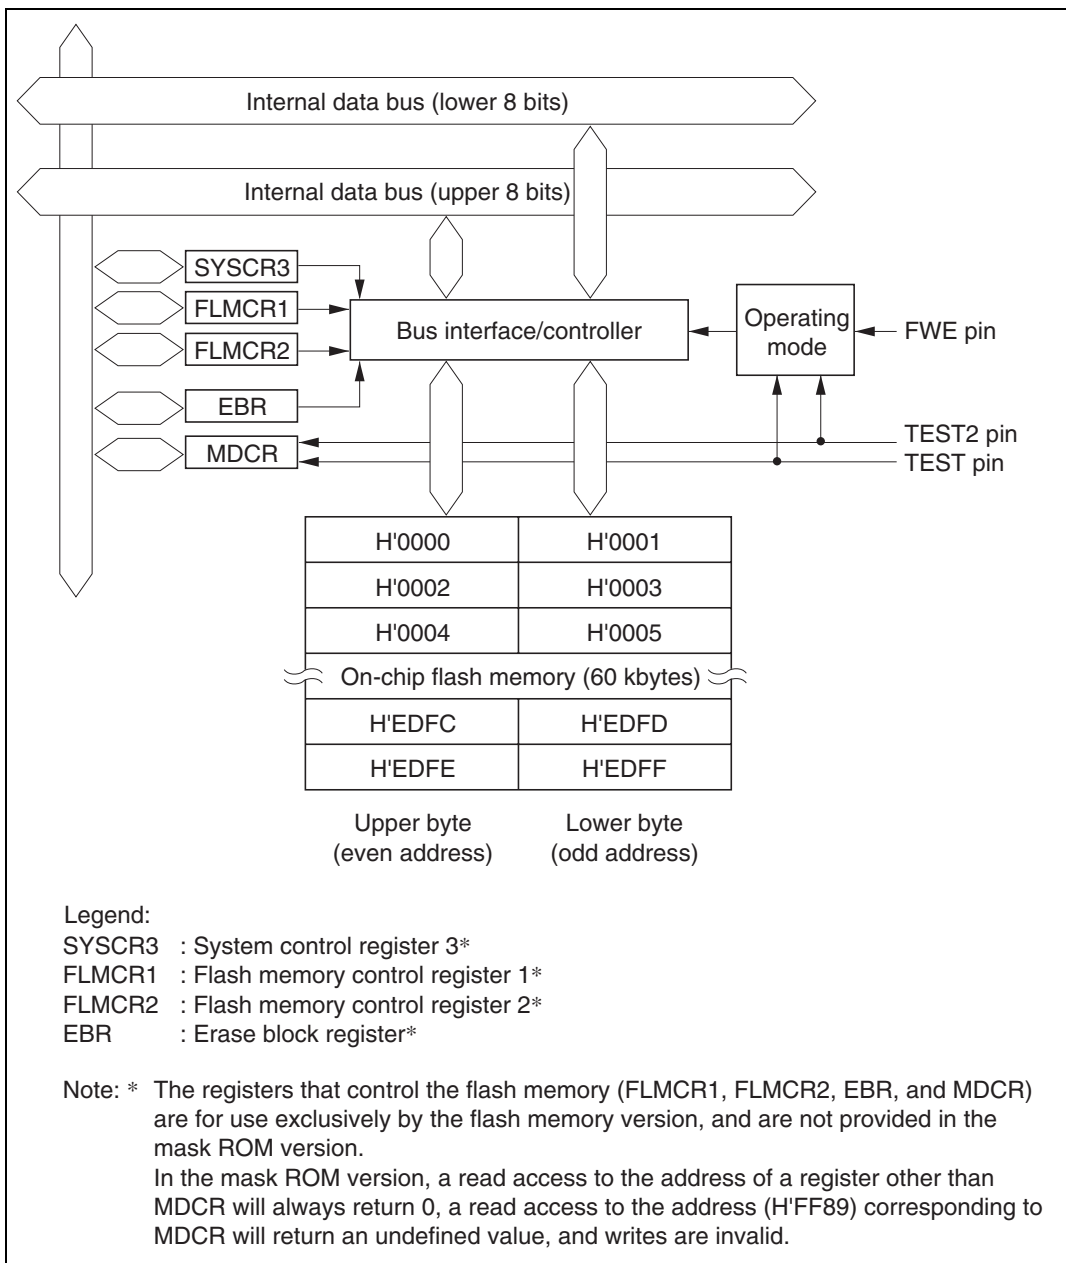 Internal data bus (lower 8 bits)
Internal data bus (upper 8 bits)
SYSCR3
FLMCR1
FLMCR2
EBR
MDCR
Bus interface/controller
Operating
mode
FWE pin
TEST2 pin
TEST pin
H'0000 H'0001
H'0002 H'0003
H'0004 H'0005
On-chip flash memory (60 kbytes)
H'EDFC H'EDFD
H'EDFE H'EDFF
Upper byte
(even address)
Lower byte
(odd address)
Legend:
SYSCR3 : System control register 3*
FLMCR1 : Flash memory control register 1*
FLMCR2 : Flash memory control register 2*
EBR : Erase block register*
Note: * The registers that control the flash memory (FLMCR1, FLMCR2, EBR, and MDCR)
are for use exclusively by the flash memory version, and are not provided in the
mask ROM version.
In the mask ROM version, a read access to the address of a register other than
MDCR will always return 0, a read access to the address (H'FF89) corresponding to
MDCR will return an undefined value, and writes are invalid.